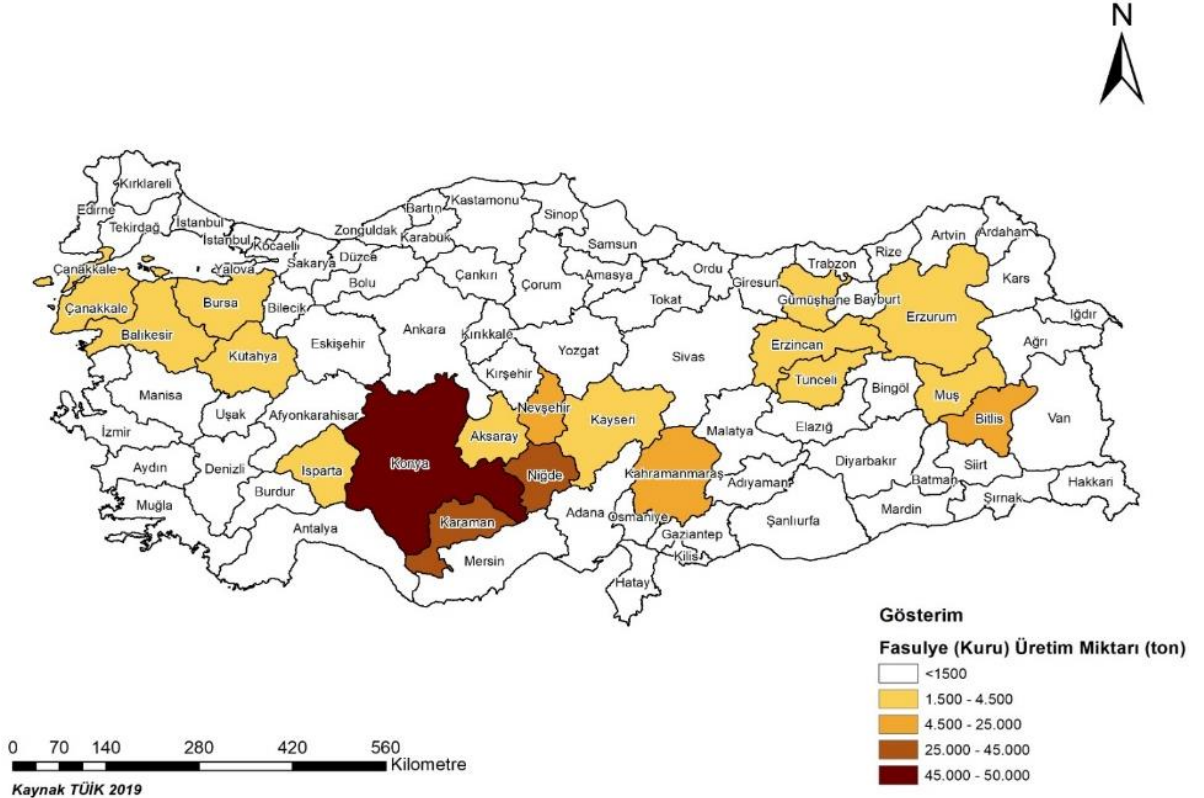 N
Kırklareli
Edirne
Tekirdağ
İstanbul
İstanbul
Kocaeli
Yalova
Sakarya
Düzce
Zonguldak
Bartın
Karabük
Kastamonu
Sinop
Samsun
Bolu
Çankırı
Çorum
Amasya
Ordu
Tokat
Giresun
Trabzon
Rize
Artvin
Ardahan
Kars
Gümüşhane
Bayburt
Erzurum
Iğdır
Ağrı
Çanakkale
Çanakkale
Balıkesir
Bursa
Bilecik
Kütahya
Eskişehir
Ankara
Kırıkkale
Kırşehir
Yozgat
Sivas
Erzincan
Tunceli
Bingöl
Muş
Bitlis
Van
Manisa
Uşak
Afyonkarahisar
İzmir
Aydın
Denizli
Muğla
Burdur
Isparta
Antalya
Konya
Aksaray
Nevşehir
Kayseri
Niğde
Karaman
Mersin
Adana
Osmaniye
Kahramanmaraş
Malatya
Elazığ
Adıyaman
Gaziantep
Kilis
Hatay
Şanlıurfa
Diyarbakır
Batman
Siirt
Mardin
Şırnak
Hakkari
Gösterim
Fasulye (Kuru) Üretim Miktarı (ton)
<1500
1.500 - 4.500
4.500 - 25.000
25.000 - 45.000
45.000 - 50.000
0 70 140 280 420 560
Kilometre
Kaynak TÜİK 2019